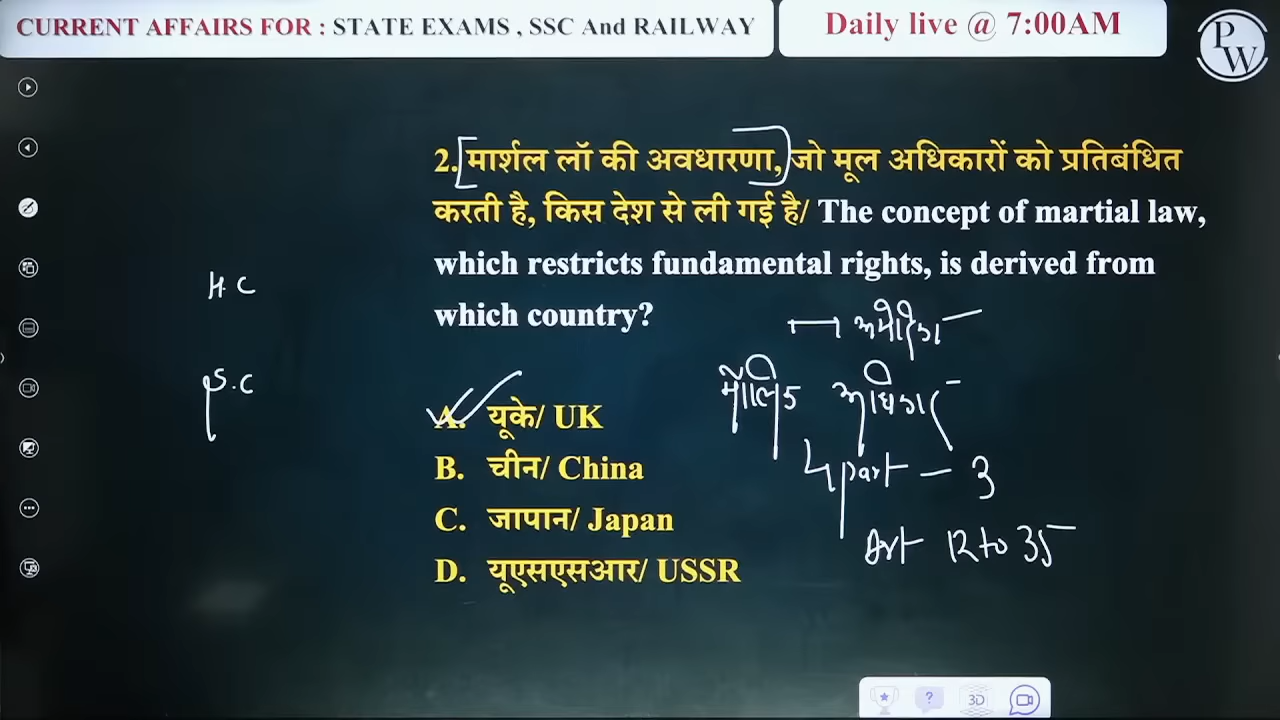 CURRENT AFFAIRS FOR : STATE EXAMS , SSC And RAILWAY
Daily live @ 7:00AM
PW
2. मार्शल लॉ की अवधारणा, जो मूल अधिकारों को प्रतिबंधित
करती है, किस देश से ली गई है/ The concept of martial law,
which restricts fundamental rights, is derived from
which country?
H C
अमेरिका
S.C
मौलिक अधिकार
A. यूके/ UK
B. चीन/ China
part - 3
C. जापान/ Japan
Art 12 to 35
D. यूएसएसआर/ USSR
3D